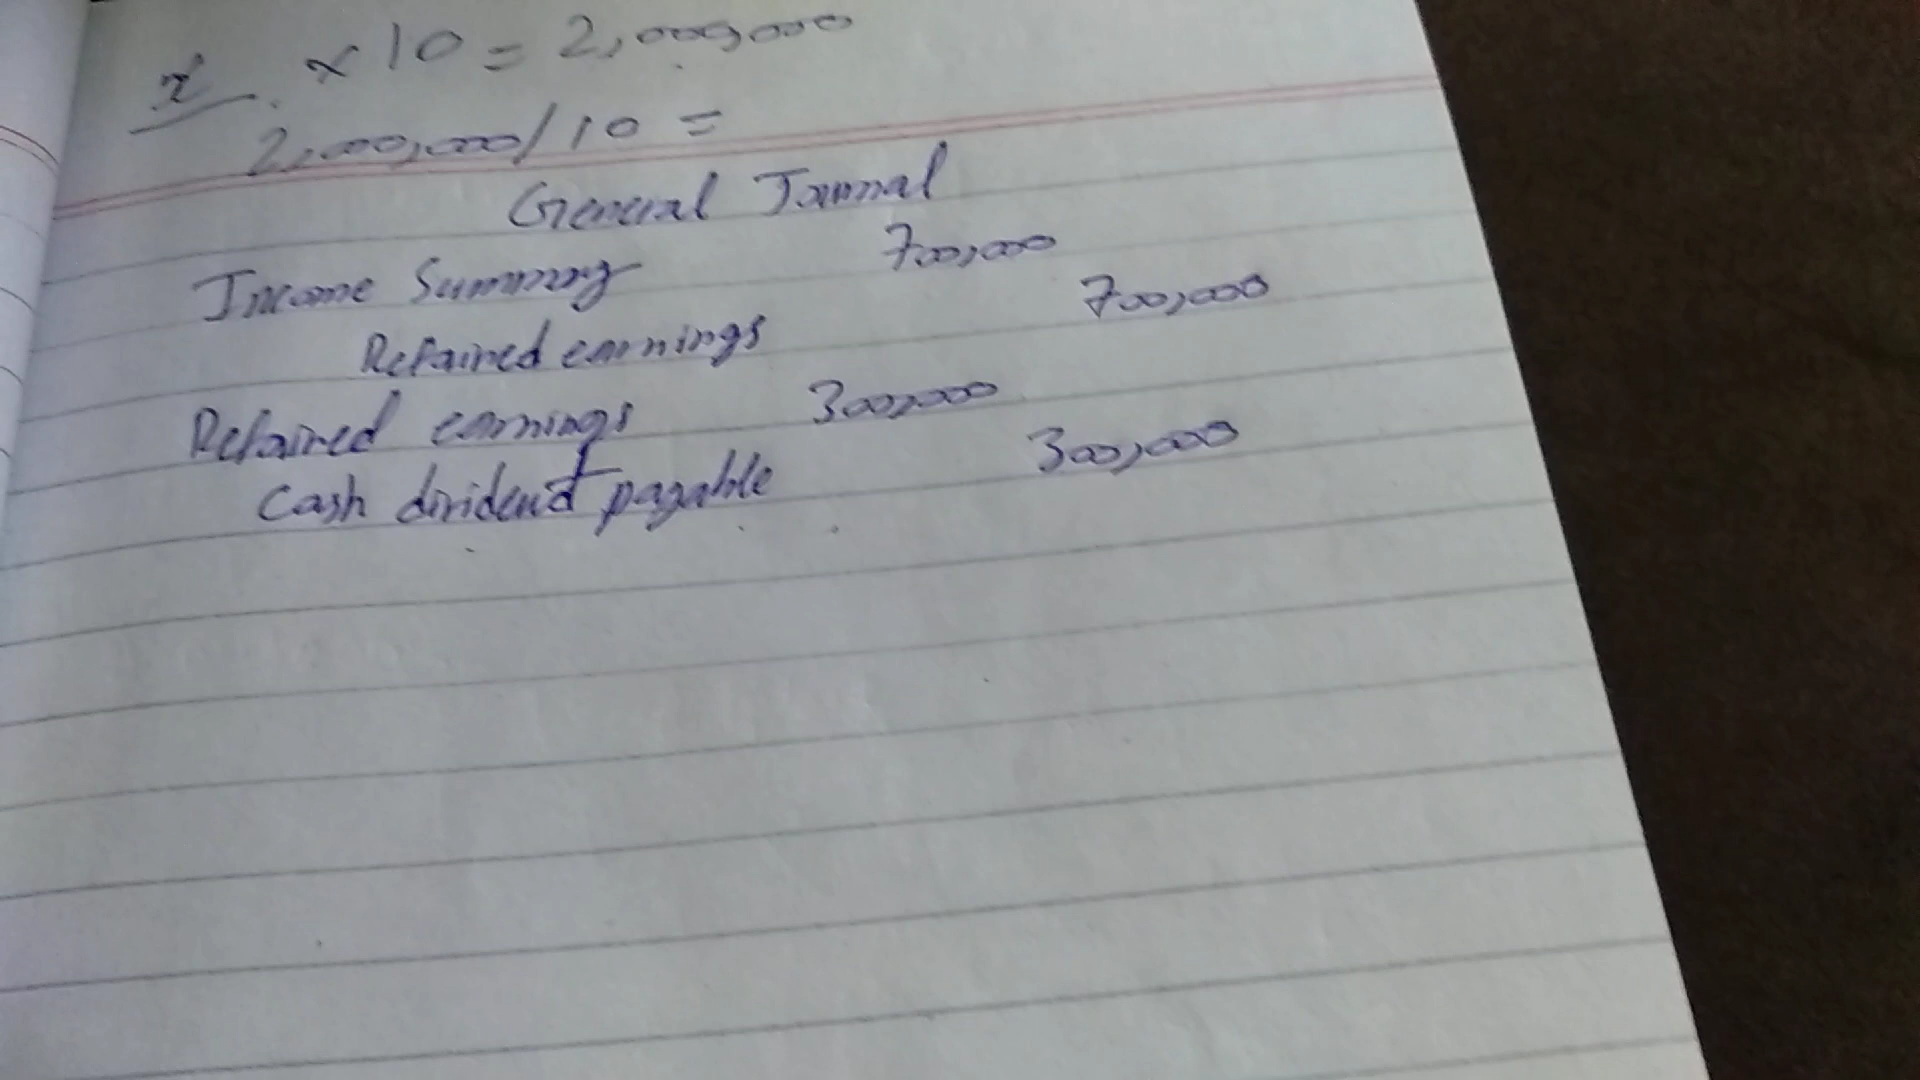 x × 10 = 2,000,000
2,000,000/10 =
General Journal
Income Summary 700,000
Retained earnings 700,000
Retained earnings 300,000
Cash dividend payable 300,000